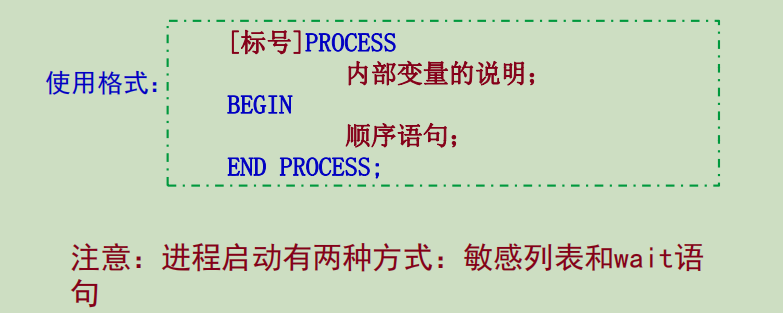 [标号]PROCESS
使用格式：
内部变量的说明；
BEGIN
顺序语句；
END PROCESS;
注意：进程启动有两种方式：敏感列表和wait语
句